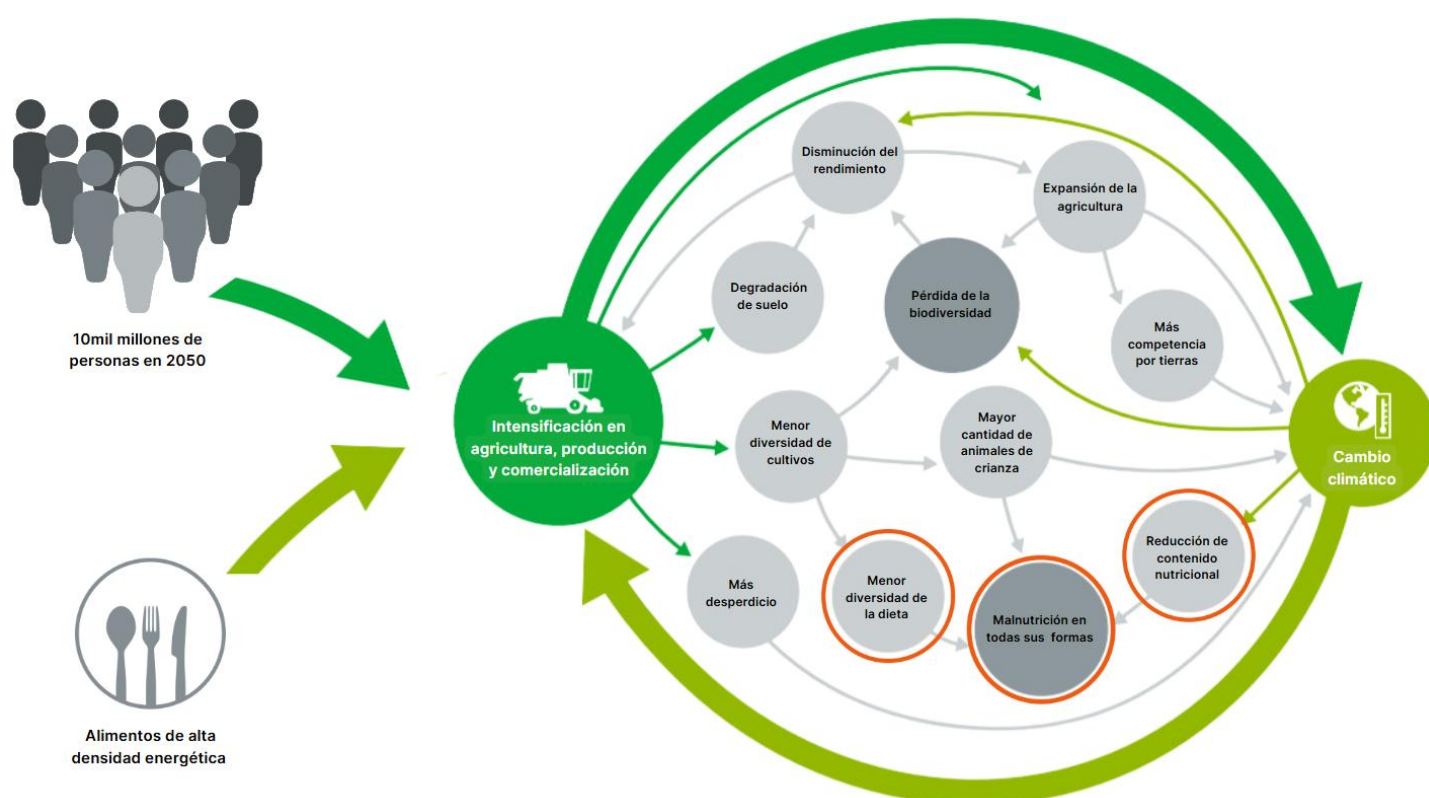 10mil millones de
personas en 2050
Alimentos de alta
densidad energética
Intensificación en
agricultura, producción
y comercialización
Disminución del
rendimiento
Expansión de la
agricultura
Degradación
de suelo
Pérdida de la
biodiversidad
Más
competencia
por tierras
Menor
diversidad de
cultivos
Mayor
cantidad de
animales de
crianza
Cambio
climático
Más
desperdicio
Menor
diversidad de
la dieta
Malnutrición en
todas sus formas
Reducción de
contenido
nutricional